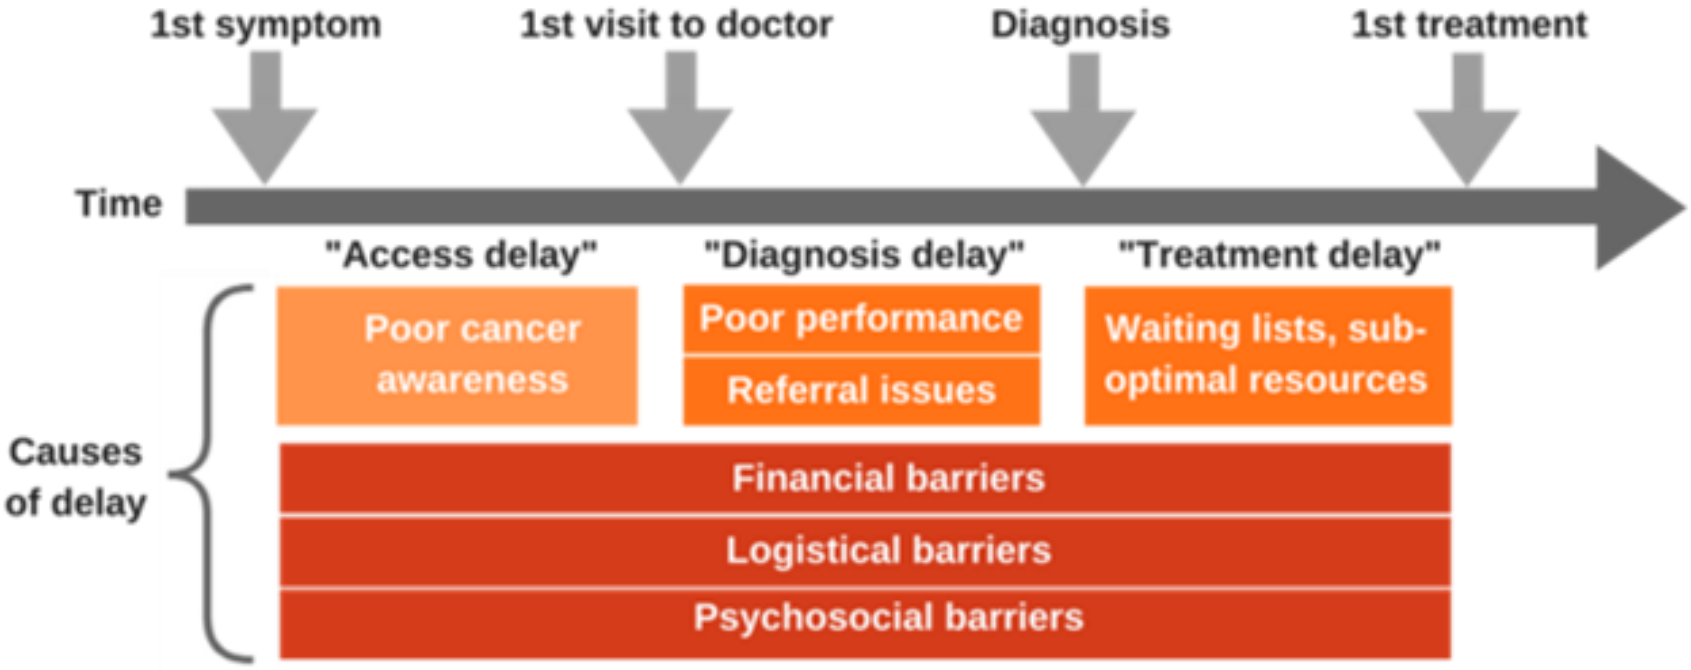 1st symptom
1st visit to doctor
Diagnosis
1st treatment
Time
"Access delay"
"Diagnosis delay"
"Treatment delay"
Poor cancer
awareness
Poor performance
Referral issues
Waiting lists, sub-
optimal resources
Causes
of delay
Financial barriers
Logistical barriers
Psychosocial barriers